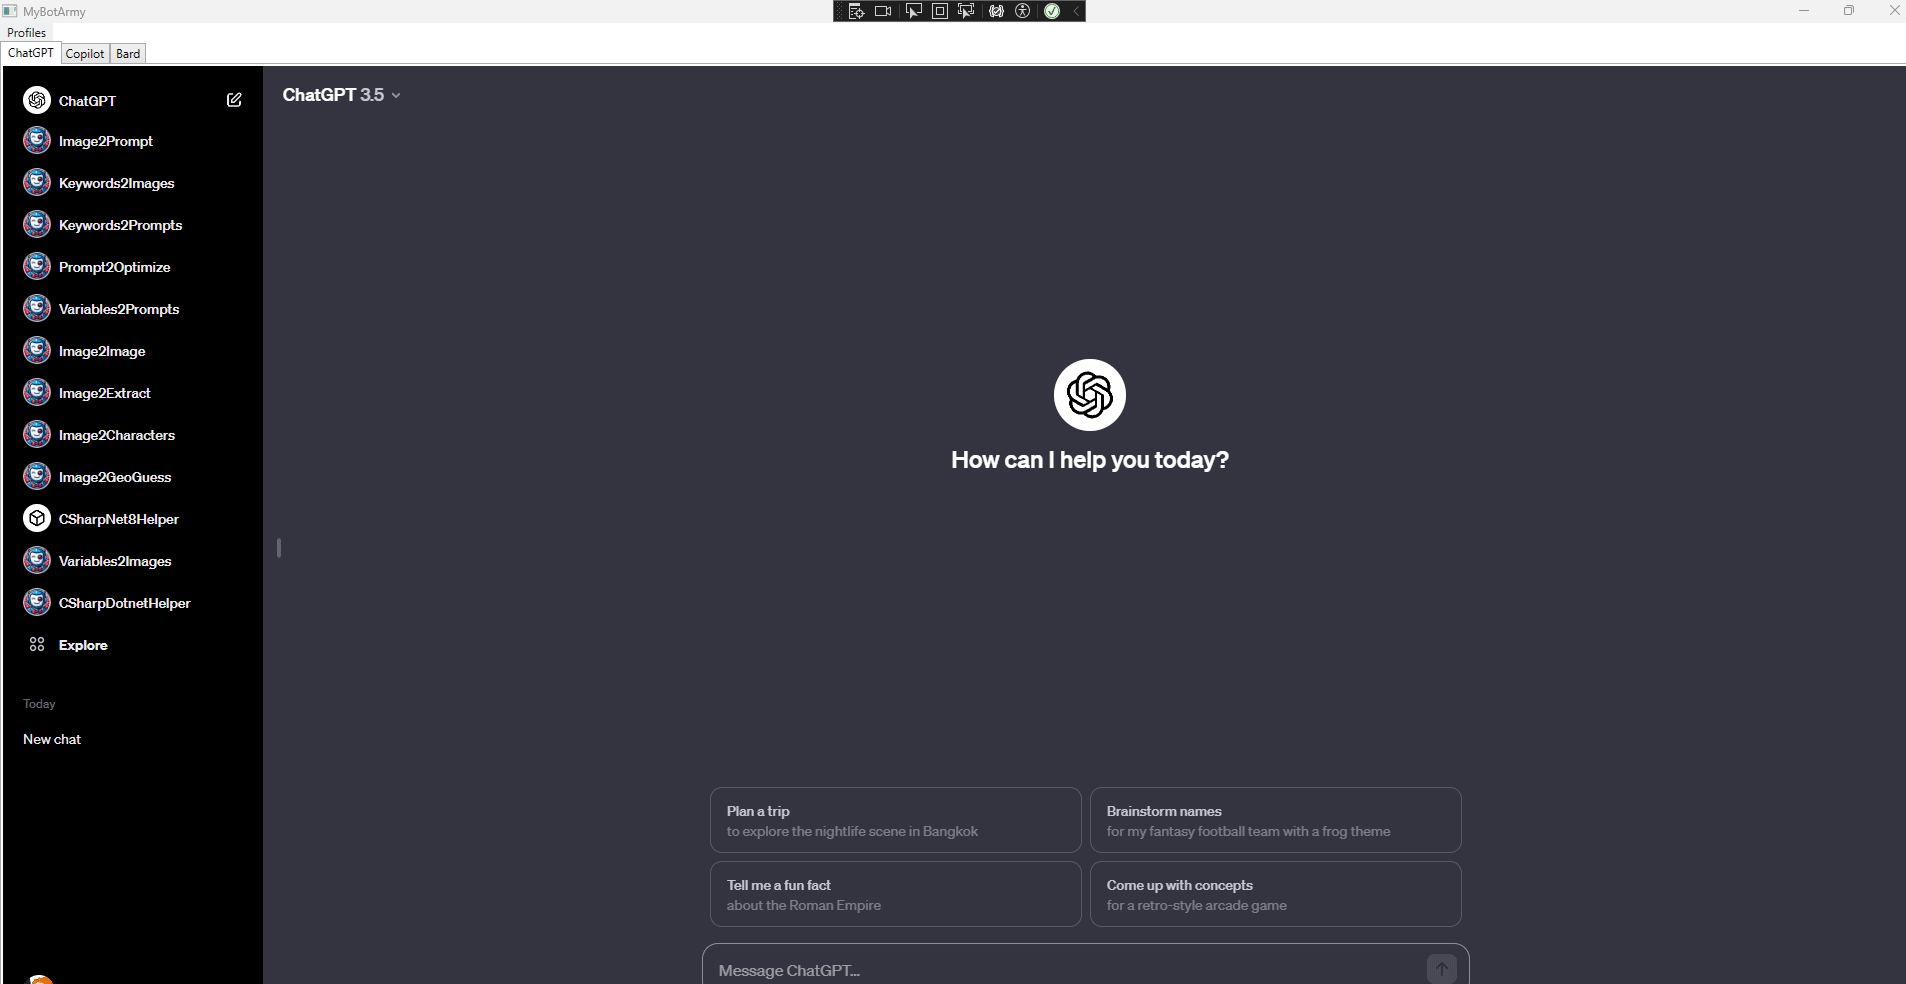 MyBotArmy
Profiles
ChatGPT Copilot Bard
ChatGPT
Image2Prompt
Keywords2Images
Keywords2Prompts
Prompt2Optimize
Variables2Prompts
Image2Image
Image2Extract
Image2Characters
Image2GeoGuess
CSharpNet8Helper
Variables2Images
CSharpDotnetHelper
Explore
Today
New chat
ChatGPT 3.5
How can I help you today?
Plan a trip
to explore the nightlife scene in Bangkok
Brainstorm names
for my fantasy football team with a frog theme
Tell me a fun fact
about the Roman Empire
Come up with concepts
for a retro-style arcade game
Message ChatGPT...